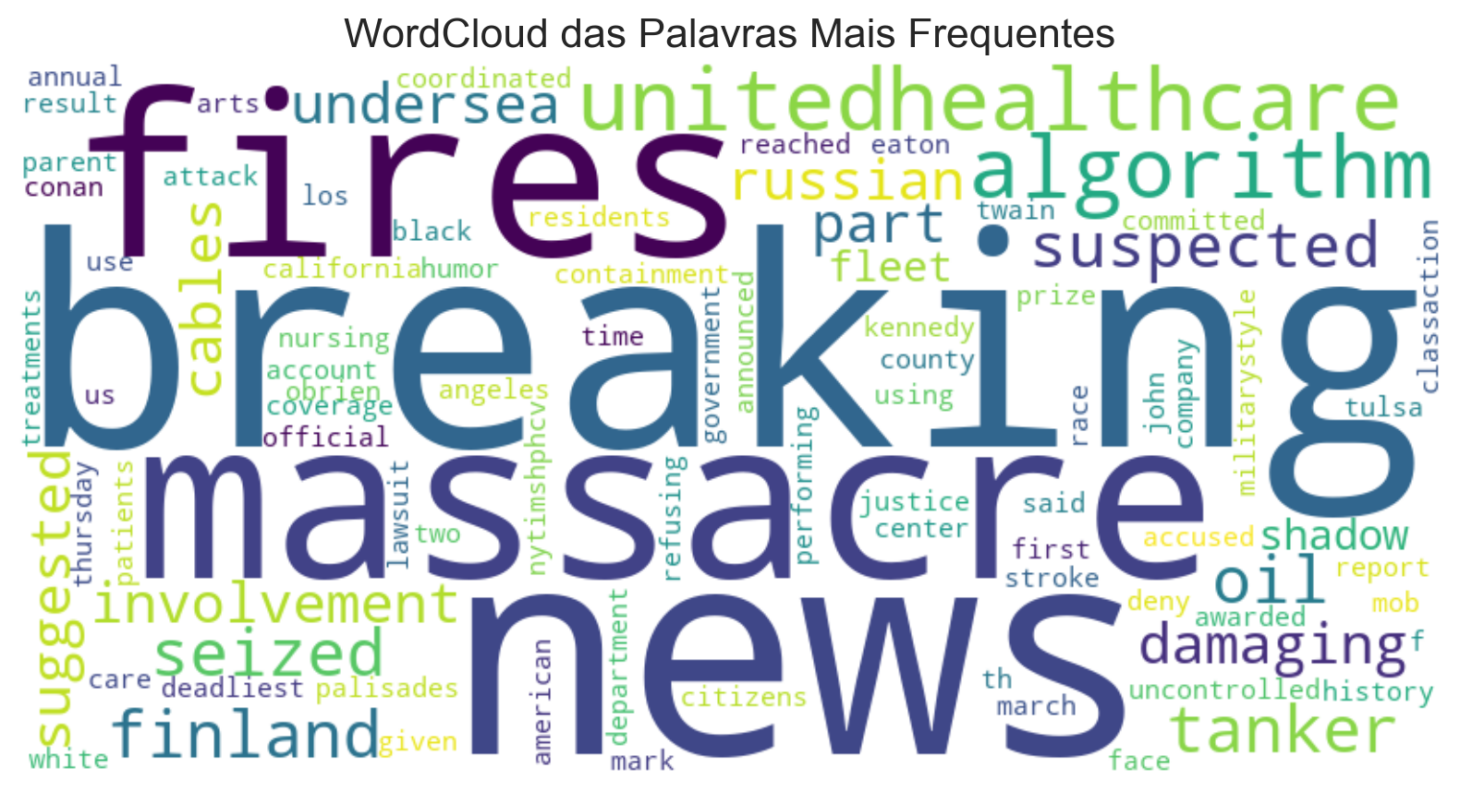 WordCloud das Palavras Mais Frequentes
annual
coordinated
unitedhealthcare
fires
result
arts
undersea
reached
eaton
algorithm
parent
conan
attack
los
russian
residents
black
part
twain
committed
suspected
cables
use
california
humor
containment
fleet
classaction
breaking
treatments
nursing
time
government
announced
prize
kennedy
militarystyle
us
account
obrien
coverage
angeles
county
using
race
john
company
tulsa
official
suggested
thursday
patients
massacre
lawsuit
two
nytimshphcv
refusing
performing
justice
center
said
first
stroke
accused
shadow
involvement
oil
report
deny
mob
awarded
seized
news
damaging
f
care
deadliest
palisades
american
department
citizens
th
march
uncontrolled
history
finland
given
tanker
white
mark
face